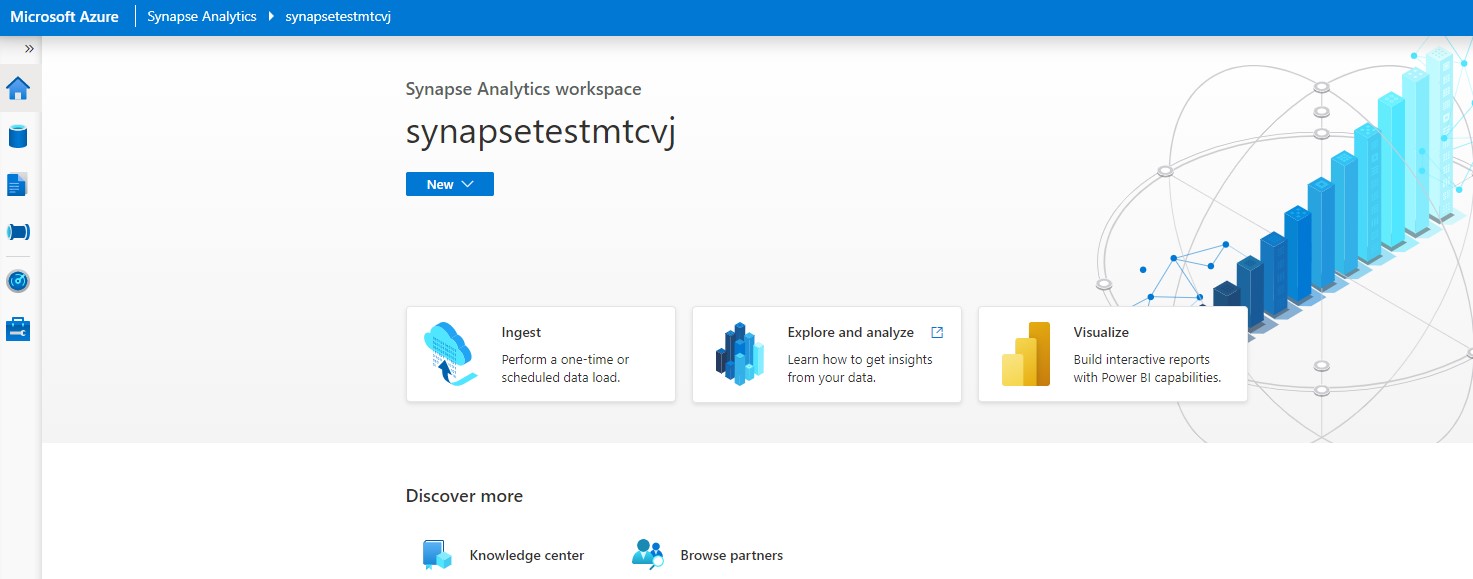 Microsoft Azure
Synapse Analytics
synapsetestmtcvj
Synapse Analytics workspace
synapsetestmtcvj
New
Ingest
Perform a one-time or
scheduled data load.
Explore and analyze
Learn how to get insights
from your data.
Visualize
Build interactive reports
with Power BI capabilities.
Discover more
Knowledge center
Browse partners